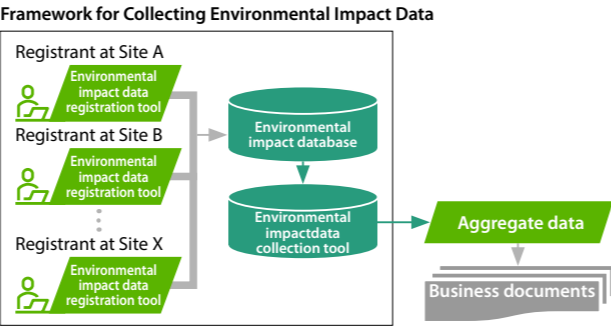 Framework for Collecting Environmental Impact Data
Registrant at Site A
Environmental
impact data
registration tool
Registrant at Site B
Environmental
impact data
registration tool
Registrant at Site X
Environmental
impact data
registration tool
Environmental
impact database
Environmental
impactdata
collection tool
Aggregate data
Business documents